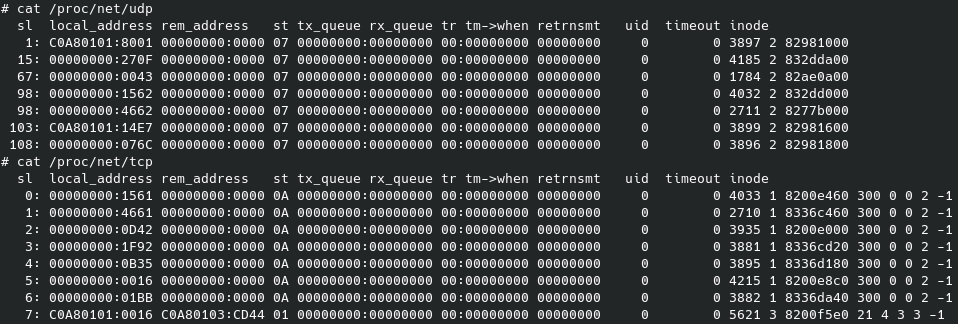 # cat /proc/net/udp
  sl  local_address rem_address   st tx_queue rx_queue tr tm->when retrnsmt   uid  timeout inode
   1: C0A80101:8001 00000000:0000 07 00000000:00000000 00:00000000 00000000     0        0 3897 2 82981000
  15: 00000000:270F 00000000:0000 07 00000000:00000000 00:00000000 00000000     0        0 4185 2 832dda00
  67: 00000000:0043 00000000:0000 07 00000000:00000000 00:00000000 00000000     0        0 1784 2 82ae0a00
  98: 00000000:1562 00000000:0000 07 00000000:00000000 00:00000000 00000000     0        0 4032 2 832dd000
  98: 00000000:4662 00000000:0000 07 00000000:00000000 00:00000000 00000000     0        0 2711 2 8277b000
 103: C0A80101:14E7 00000000:0000 07 00000000:00000000 00:00000000 00000000     0        0 3899 2 82981600
 108: 00000000:076C 00000000:0000 07 00000000:00000000 00:00000000 00000000     0        0 3896 2 82981800
# cat /proc/net/tcp
  sl  local_address rem_address   st tx_queue rx_queue tr tm->when retrnsmt   uid  timeout inode
   0: 00000000:1561 00000000:0000 0A 00000000:00000000 00:00000000 00000000     0        0 4033 1 8200e460 300 0 0 2 -1
   1: 00000000:4661 00000000:0000 0A 00000000:00000000 00:00000000 00000000     0        0 2710 1 8336c460 300 0 0 2 -1
   2: 00000000:0D42 00000000:0000 0A 00000000:00000000 00:00000000 00000000     0        0 3935 1 8200e000 300 0 0 2 -1
   3: 00000000:1F92 00000000:0000 0A 00000000:00000000 00:00000000 00000000     0        0 3881 1 8336cd20 300 0 0 2 -1
   4: 00000000:0B35 00000000:0000 0A 00000000:00000000 00:00000000 00000000     0        0 3895 1 8336d180 300 0 0 2 -1
   5: 00000000:0016 00000000:0000 0A 00000000:00000000 00:00000000 00000000     0        0 4215 1 8200e8c0 300 0 0 2 -1
   6: 00000000:01BB 00000000:0000 0A 00000000:00000000 00:00000000 00000000     0        0 3882 1 8336da40 300 0 0 2 -1
   7: C0A80101:0016 C0A80103:CD44 01 00000000:00000000 00:00000000 00000000     0        0 5621 3 8200f5e0 21 4 3 3 -1